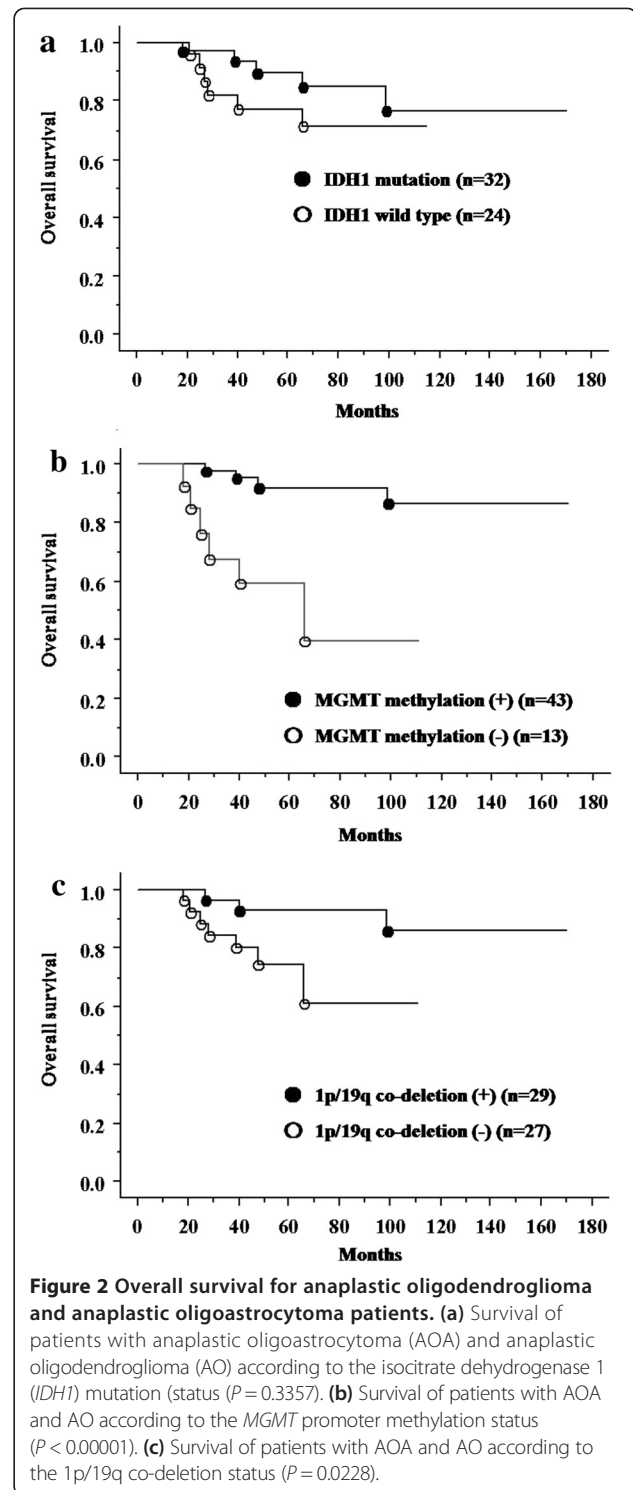 a
1.0
0.8
0.6
0.4
0.2
0.0
Overall survival
IDH1 mutation (n=32)
IDH1 wild type (n=24)
0 20 40 60 80 100 120 140 160 180
Months
b
1.0
0.8
0.6
0.4
0.2
0.0
Overall survival
MGMT methylation (+) (n=43)
MGMT methylation (-) (n=13)
0 20 40 60 80 100 120 140 160 180
Months
c
1.0
0.8
0.6
0.4
0.2
0.0
Overall survival
1p/19q co-deletion (+) (n=29)
1p/19q co-deletion (-) (n=27)
0 20 40 60 80 100 120 140 160 180
Months
Figure 2 Overall survival for anaplastic oligodendroglioma
and anaplastic oligoastrocytoma patients. (a) Survival of
patients with anaplastic oligoastrocytoma (AOA) and anaplastic
oligodendroglioma (AO) according to the isocitrate dehydrogenase 1
(IDH1) mutation (status (P = 0.3357). (b) Survival of patients with AOA
and AO according to the MGMT promoter methylation status
(P < 0.00001). (c) Survival of patients with AOA and AO according to
the 1p/19q co-deletion status (P = 0.0228).